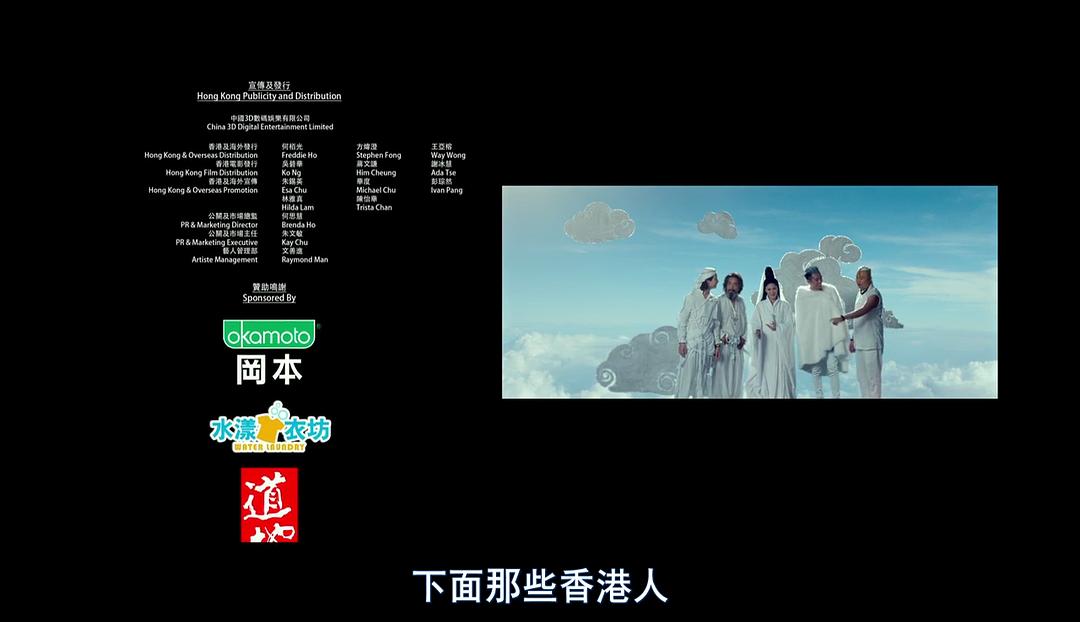 宣傳及發行
Hong Kong Publicity and Distribution
中國3D數碼娛樂有限公司
China 3D Digital Entertainment Limited
香港及海外發行
Hong Kong & Overseas Distribution
何栢光
Freddie Ho
方煒澄
Stephen Fong
王亞榕
Way Wong
香港電影發行
Hong Kong Film Distribution
吳碧華
Ko Ng
蔣文謙
Him Cheung
謝冰慧
Ada Tse
香港及海外宣傳
Hong Kong & Overseas Promotion
朱錫英
Esa Chu
Michael Chu
彭琮然
Ivan Pang
林雅真
Hilda Lam
陳怡華
Trista Chan
公關及市場總監
PR & Marketing Director
何思慧
Brenda Ho
公關及市場主任
PR & Marketing Executive
朱文敏
Kay Chu
藝人管理部
Artiste Management
文善進
Raymond Man
贊助鳴謝
Sponsored By
okamoto®
岡本
水漾衣坊
WATER LAUNDRY
道
下面那些香港人